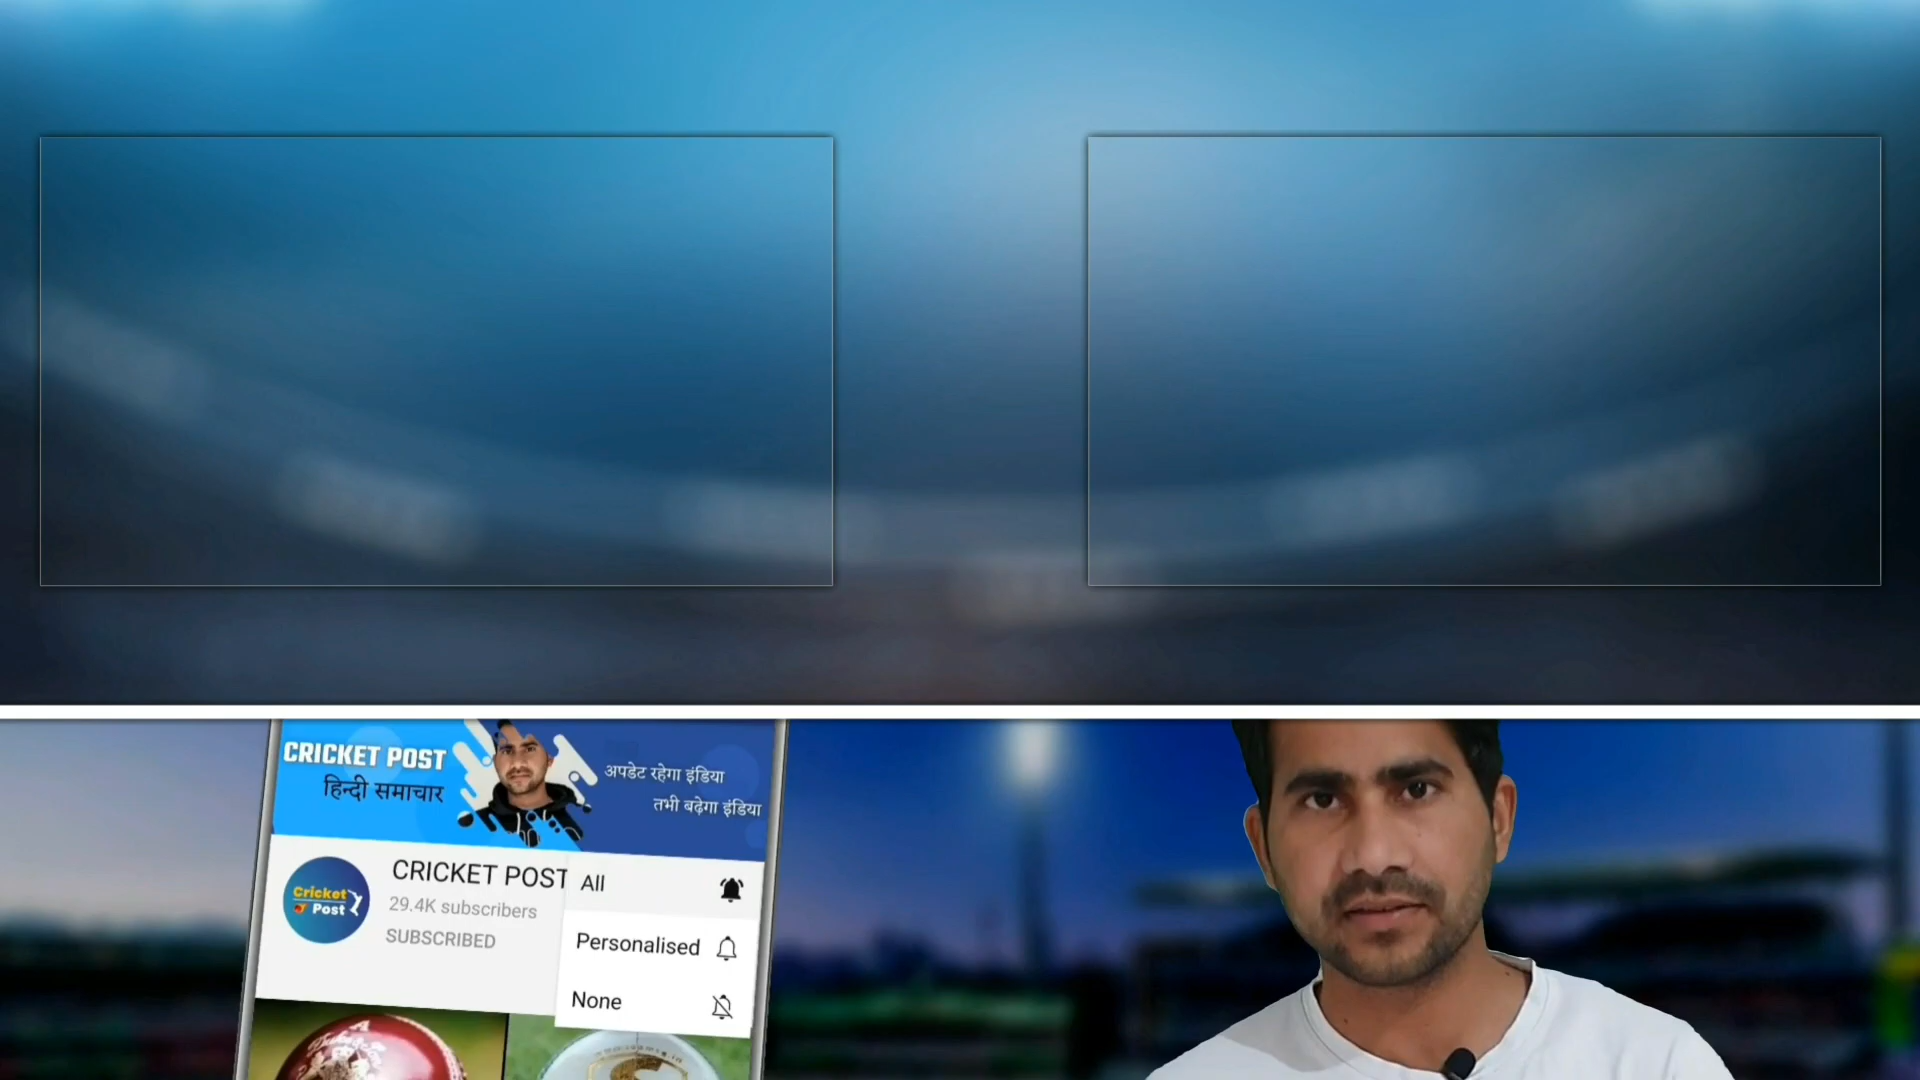 CRICKET POST
हिन्दी समाचार
अपडेट रहेगा इंडिया
तभी बढ़ेगा इंडिया
Cricket
Post
CRICKET POST
29.4K subscribers
SUBSCRIBED
All
Personalised
None